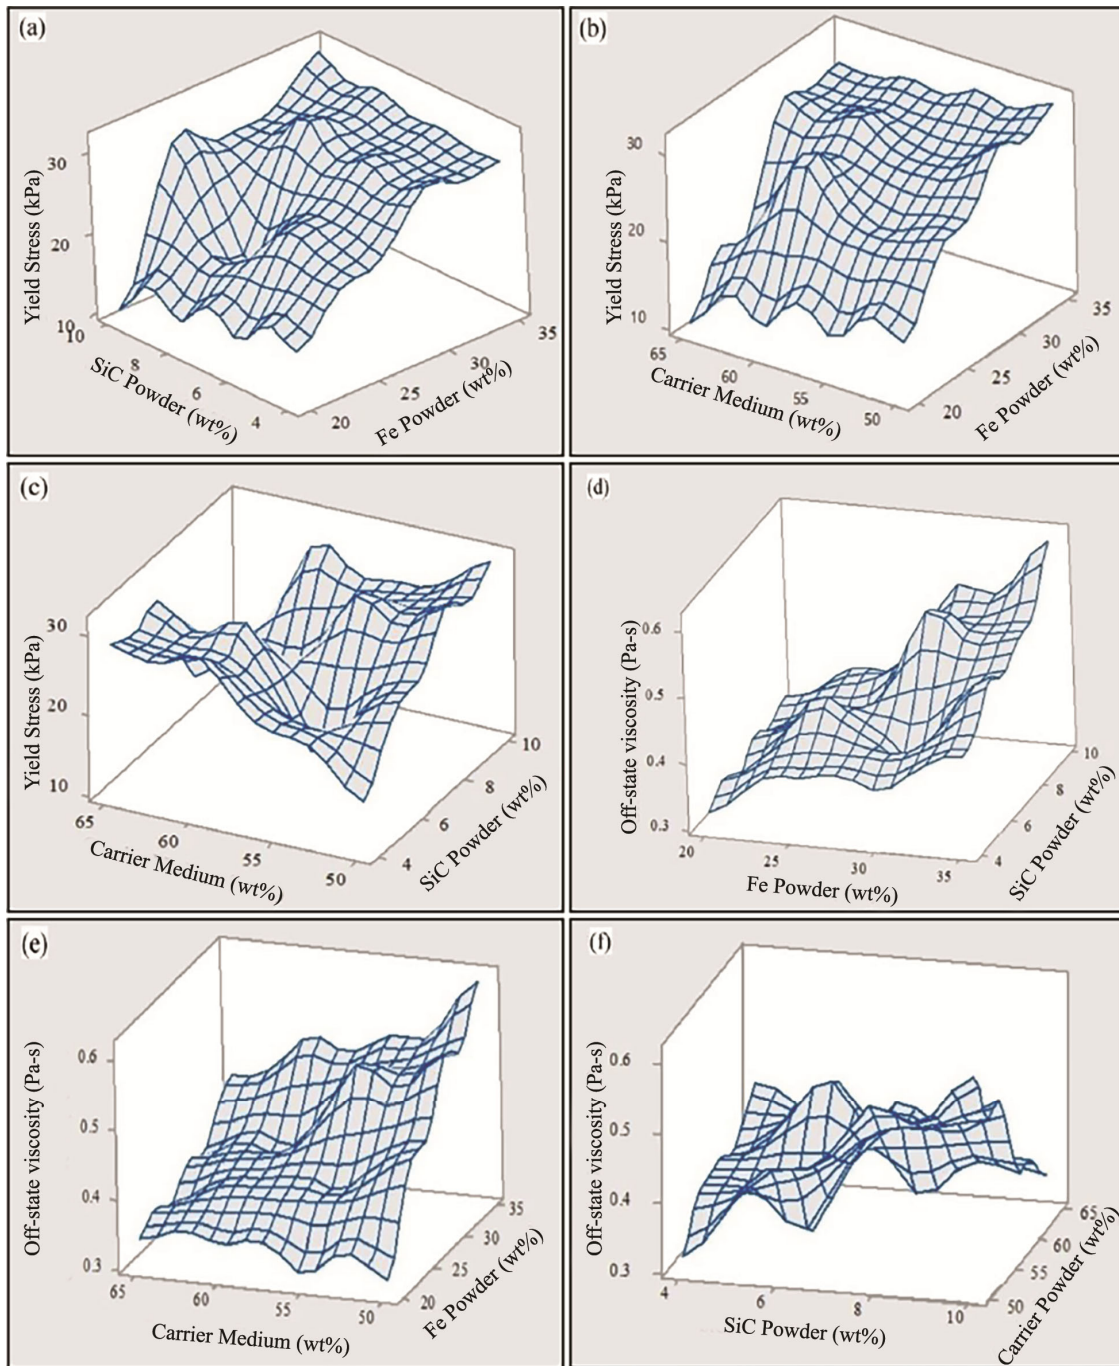 (a)
30
20
10
Yield Stress (kPa)
10
8
6
4
SiC Powder (wt%)
20
25
30
35
Fe Powder (wt%)
(b)
30
20
10
Yield Stress (kPa)
65
60
55
50
Carrier Medium (wt%)
20
25
30
35
Fe Powder (wt%)
(c)
30
20
10
Yield Stress (kPa)
65
60
55
50
Carrier Medium (wt%)
4
6
8
10
SiC Powder (wt%)
(d)
0.6
0.5
0.4
0.3
Off-state viscosity (Pa-s)
20
25
30
35
Fe Powder (wt%)
4
6
8
10
SiC Powder (wt%)
(e)
0.6
0.5
0.4
0.3
Off-state viscosity (Pa-s)
65
60
55
50
Carrier Medium (wt%)
20
25
30
35
Fe Powder (wt%)
(f)
0.6
0.5
0.4
0.3
Off-state viscosity (Pa-s)
4
6
8
10
SiC Powder (wt%)
50
55
60
65
Carrier Powder (wt%)